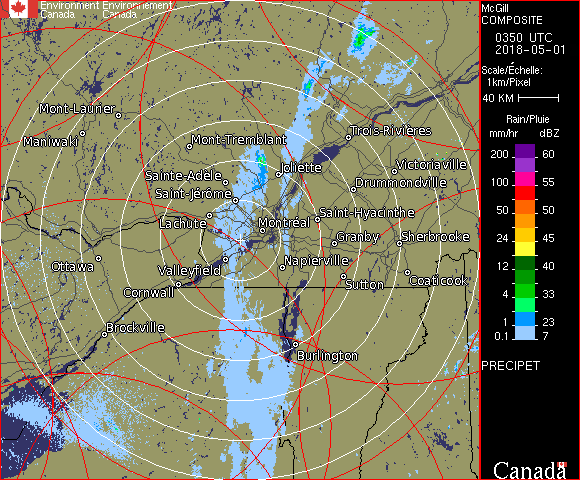 Environment Environnement
Canada Canada
McGill
COMPOSITE
0350 UTC
2018-05-01
Scale/Échelle:
1km/Pixel
40 KM
Rain/Pluie
mm/hr dBZ
200 60
100 55
50 50
24 45
12 40
4 33
1 23
0.1 7
PRECIPET
Canada
Mont-Laurier
Maniwaki
Mont-Tremblant
Trois-Rivières
Sainte-Adèle
Joliette
Victoriaville
Saint-Jérôme
Drummondville
Lachute
Montréal
Saint-Hyacinthe
Granby
Sherbrooke
Ottawa
Valleyfield
Napierville
Cornwall
Sutton
Coaticook
Brockville
Burlington